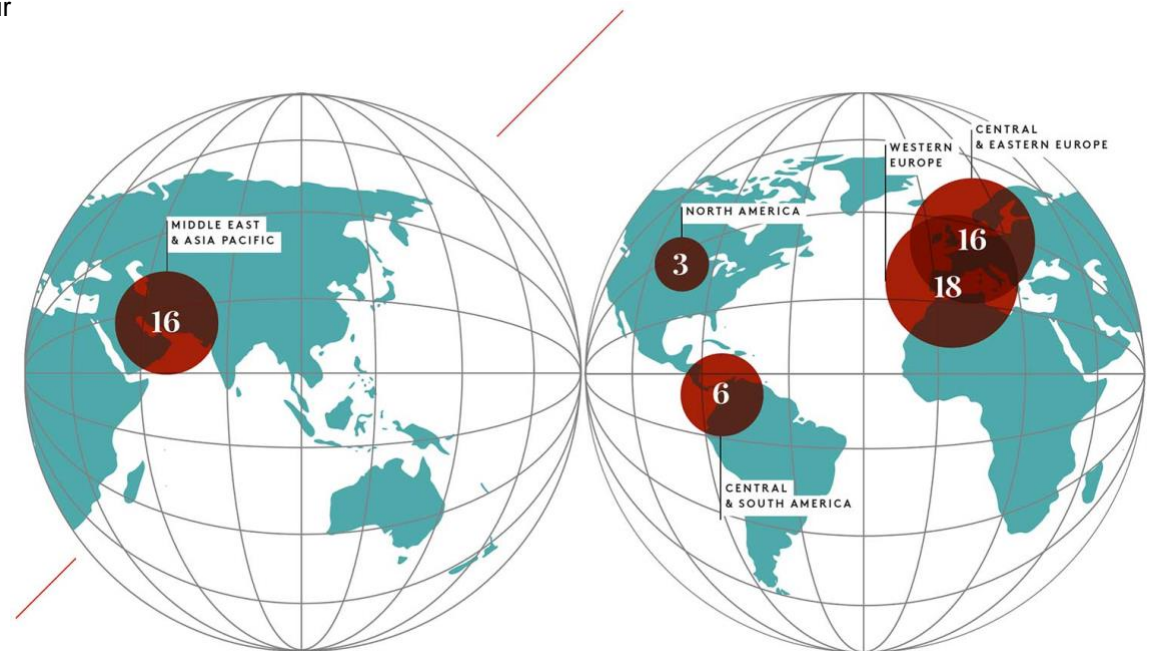 ur
MIDDLE EAST
& ASIA PACIFIC
16
NORTH AMERICA
3
WESTERN
EUROPE
CENTRAL
& EASTERN EUROPE
16
18
6
CENTRAL
& SOUTH AMERICA